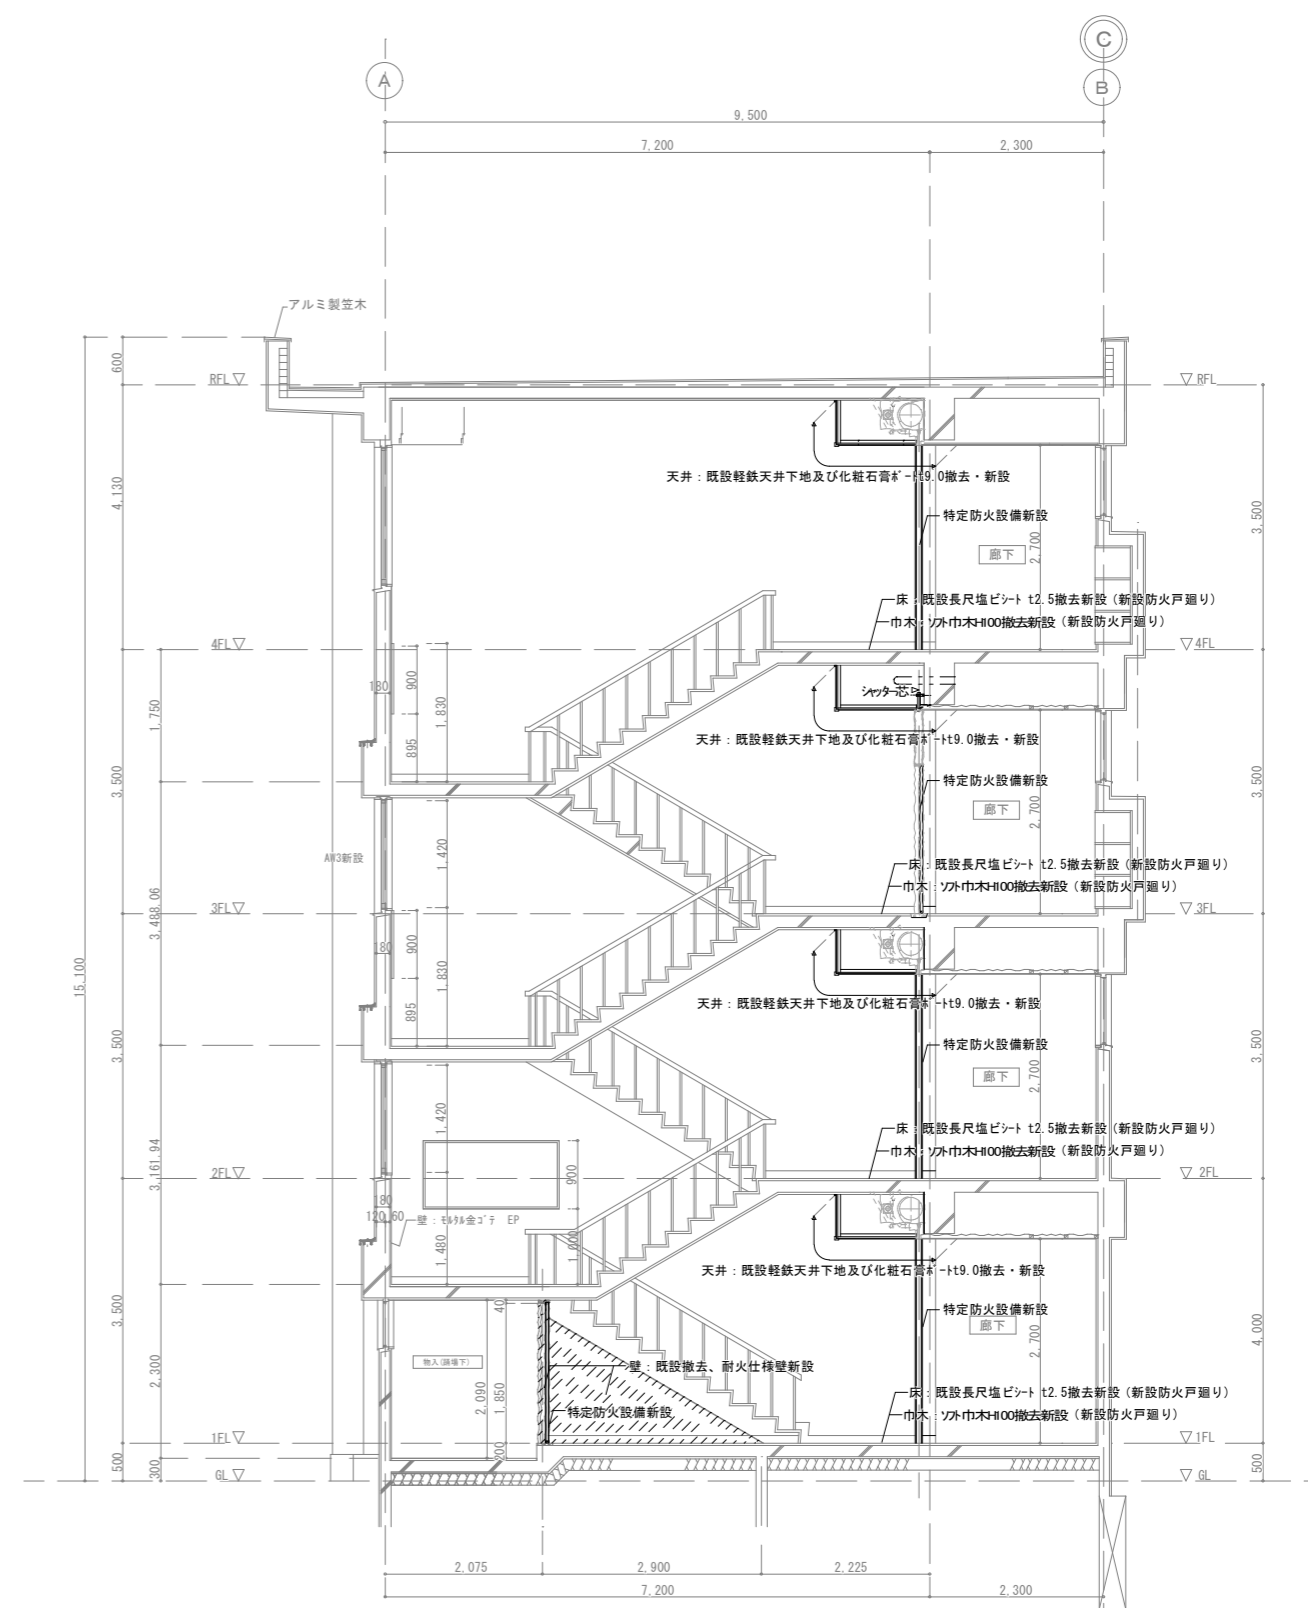 C
A
B
9,500
7,200
2,300
アルミ製笠木
600
RFL
RFL
天井：既設軽鉄天井下地及び化粧石膏ﾎﾞｰﾄt9.0撤去・新設
4,130
3,500
特定防火設備新設
廊下
2,700
床：既設長尺塩ビｼｰﾄ t2.5撤去新設（新設防火戸廻り）
巾木：ｿﾌﾄ巾木H100撤去新設（新設防火戸廻り）
4FL
4FL
180
900
1,830
895
1,750
ｼｬｯﾀｰ芯
天井：既設軽鉄天井下地及び化粧石膏ﾎﾞｰﾄt9.0撤去・新設
3,500
3,500
特定防火設備新設
廊下
2,700
AW3新設
1,420
床：既設長尺塩ビｼｰﾄ t2.5撤去新設（新設防火戸廻り）
巾木：ｿﾌﾄ巾木H100撤去新設（新設防火戸廻り）
3,488.06
3FL
3FL
180
900
1,830
895
15,100
天井：既設軽鉄天井下地及び化粧石膏ﾎﾞｰﾄt9.0撤去・新設
3,500
3,500
特定防火設備新設
廊下
2,700
1,420
床：既設長尺塩ビｼｰﾄ t2.5撤去新設（新設防火戸廻り）
巾木：ｿﾌﾄ巾木H100撤去新設（新設防火戸廻り）
3,161.94
2FL
2FL
900
180
120
60
壁：ﾓﾙﾀﾙ金ｺﾞﾃ EP
1,480
1,000
天井：既設軽鉄天井下地及び化粧石膏ﾎﾞｰﾄt9.0撤去・新設
3,500
40
特定防火設備新設
廊下
2,700
4,000
物入(踊場下)
2,300
2,090
1,850
壁：既設撤去、耐火仕様壁新設
特定防火設備新設
床：既設長尺塩ビｼｰﾄ t2.5撤去新設（新設防火戸廻り）
巾木：ｿﾌﾄ巾木H100撤去新設（新設防火戸廻り）
1FL
1FL
200
500
300
500
GL
GL
2,075
2,900
2,225
7,200
2,300